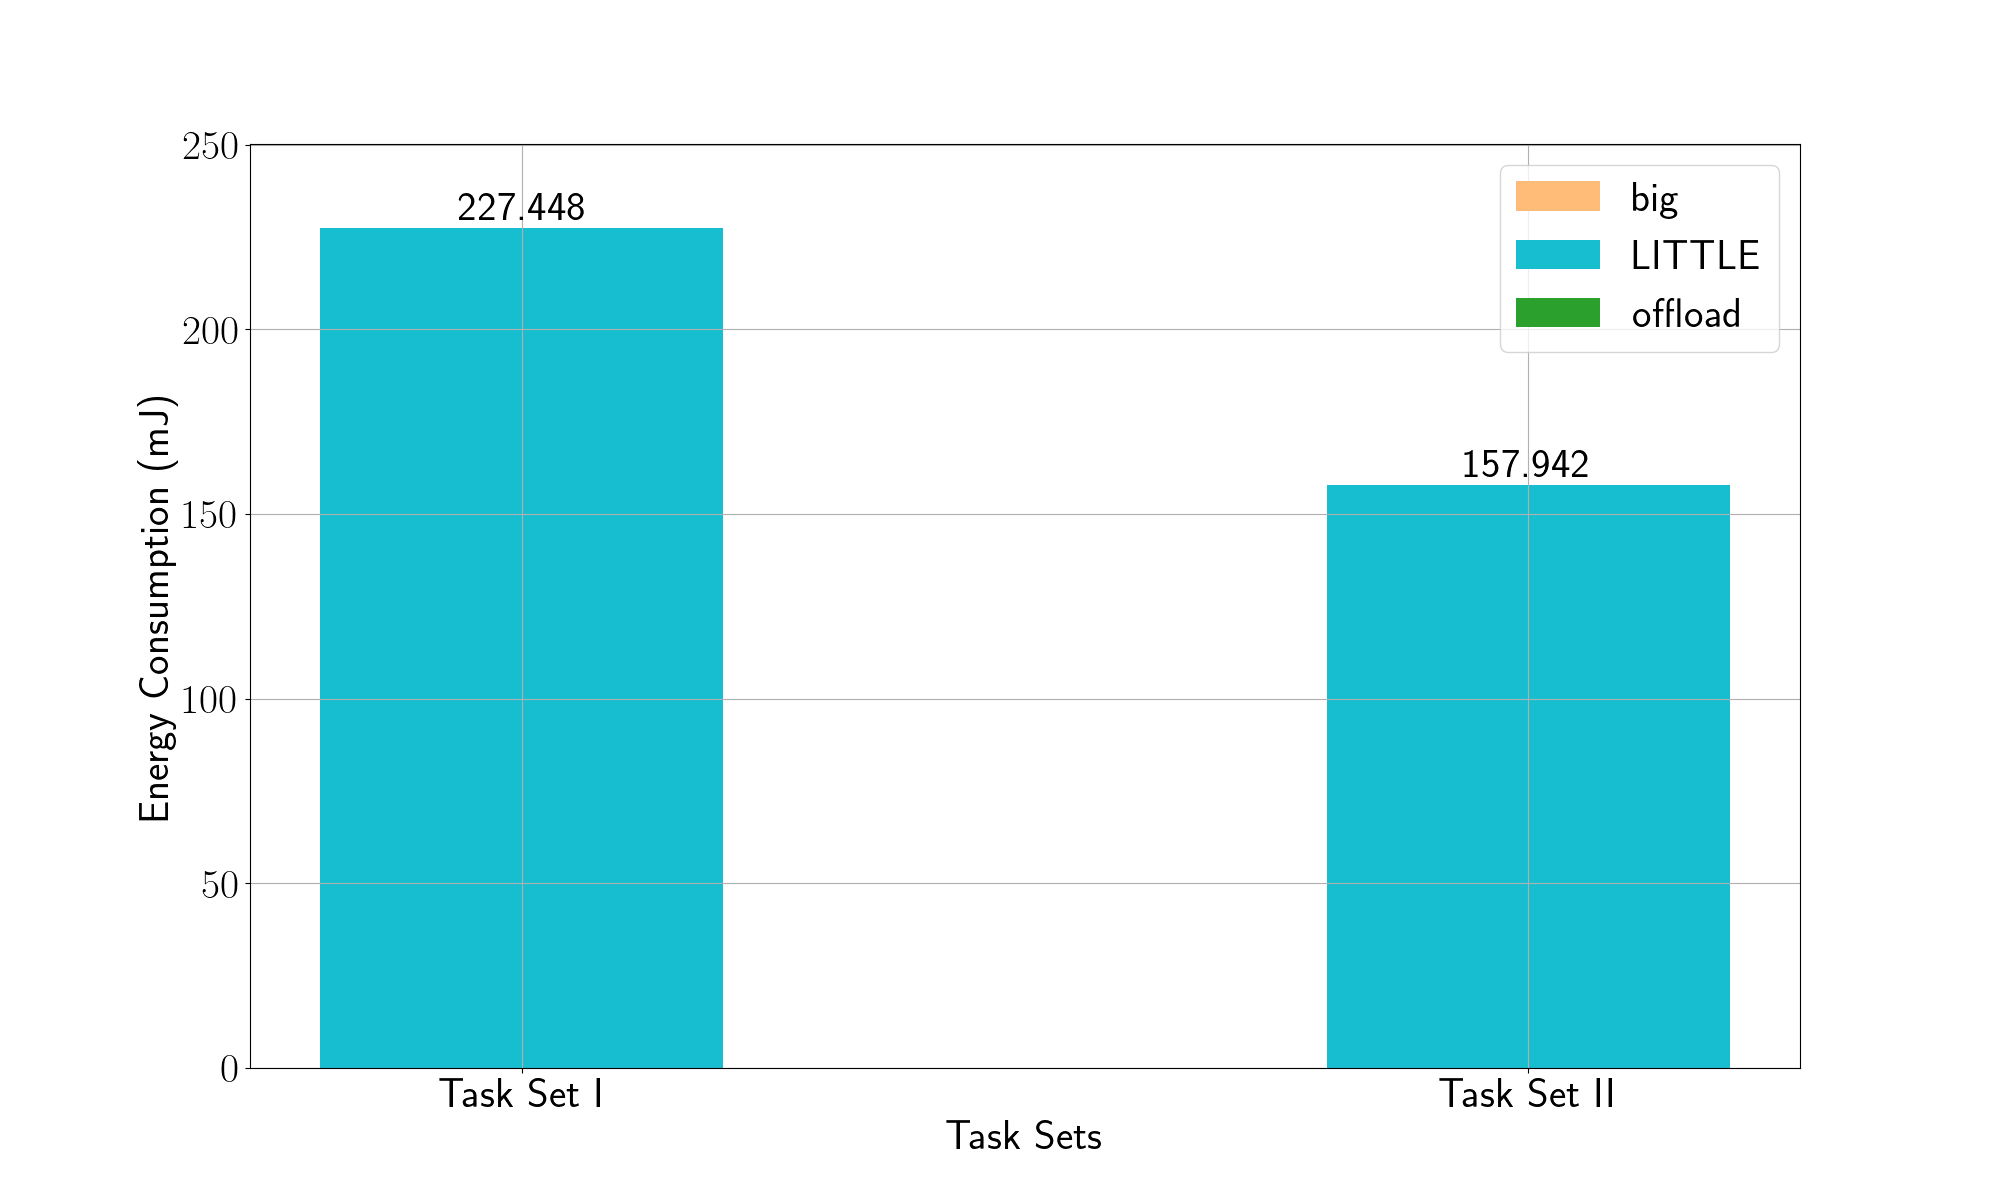 250
200
150
100
50
0
Energy Consumption (mJ)
227.448
157.942
big
LITTLE
offload
Task Set I
Task Set II
Task Sets